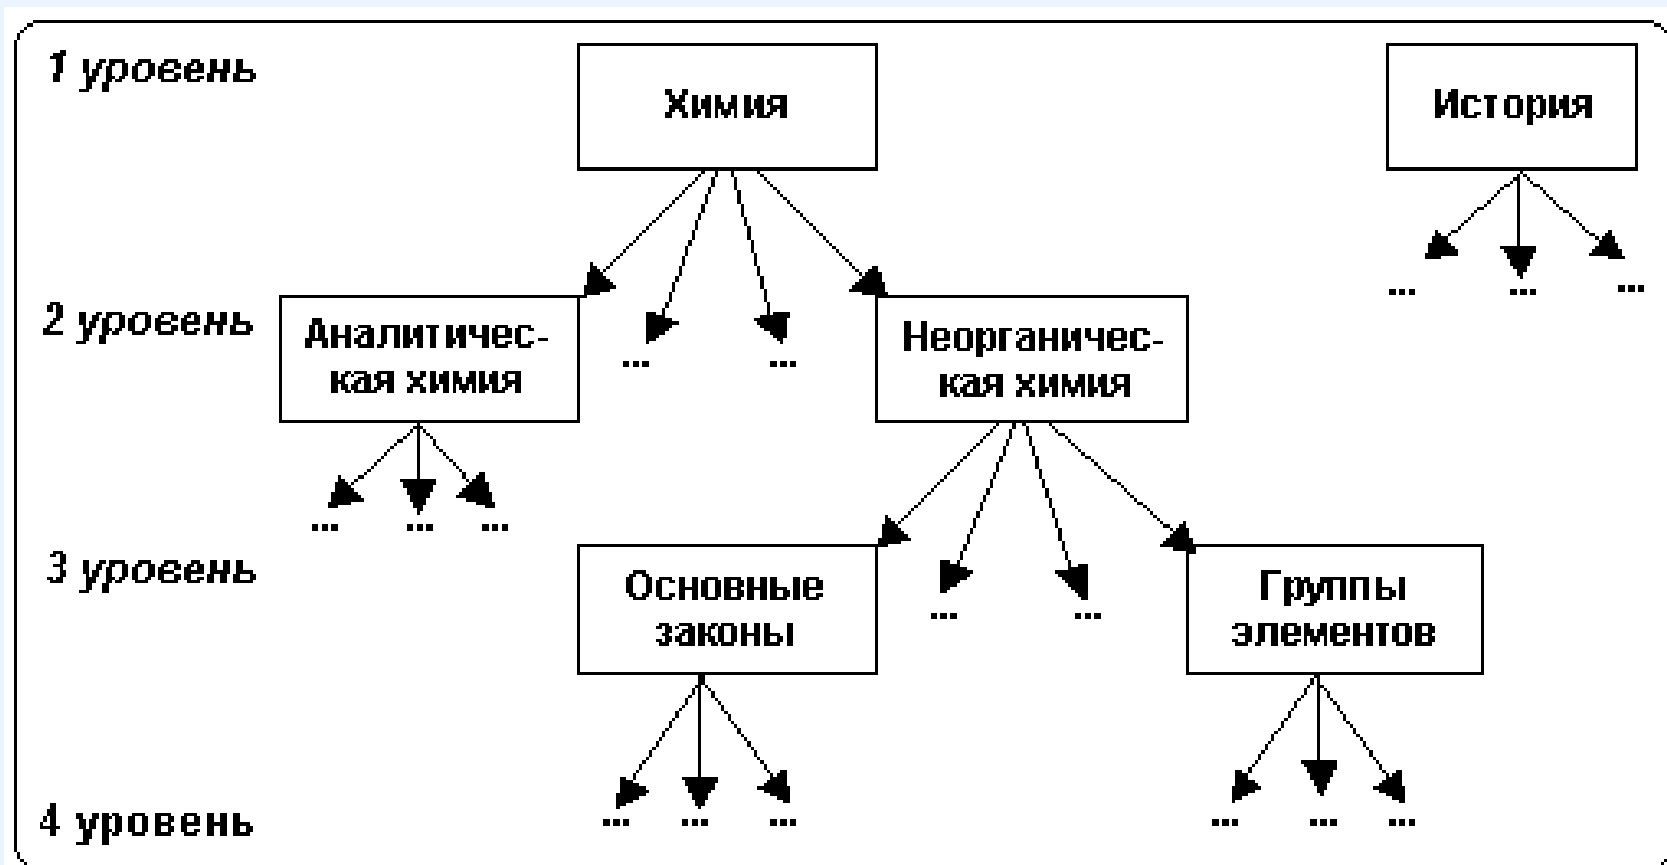 1 уровень
Химия
История
...
...
...
2 уровень
Аналитичес-
кая химия
...
...
Неорганичес-
кая химия
...
...
...
3 уровень
Основные
законы
...
...
Группы
элементов
4 уровень
...
...
...
...
...
...